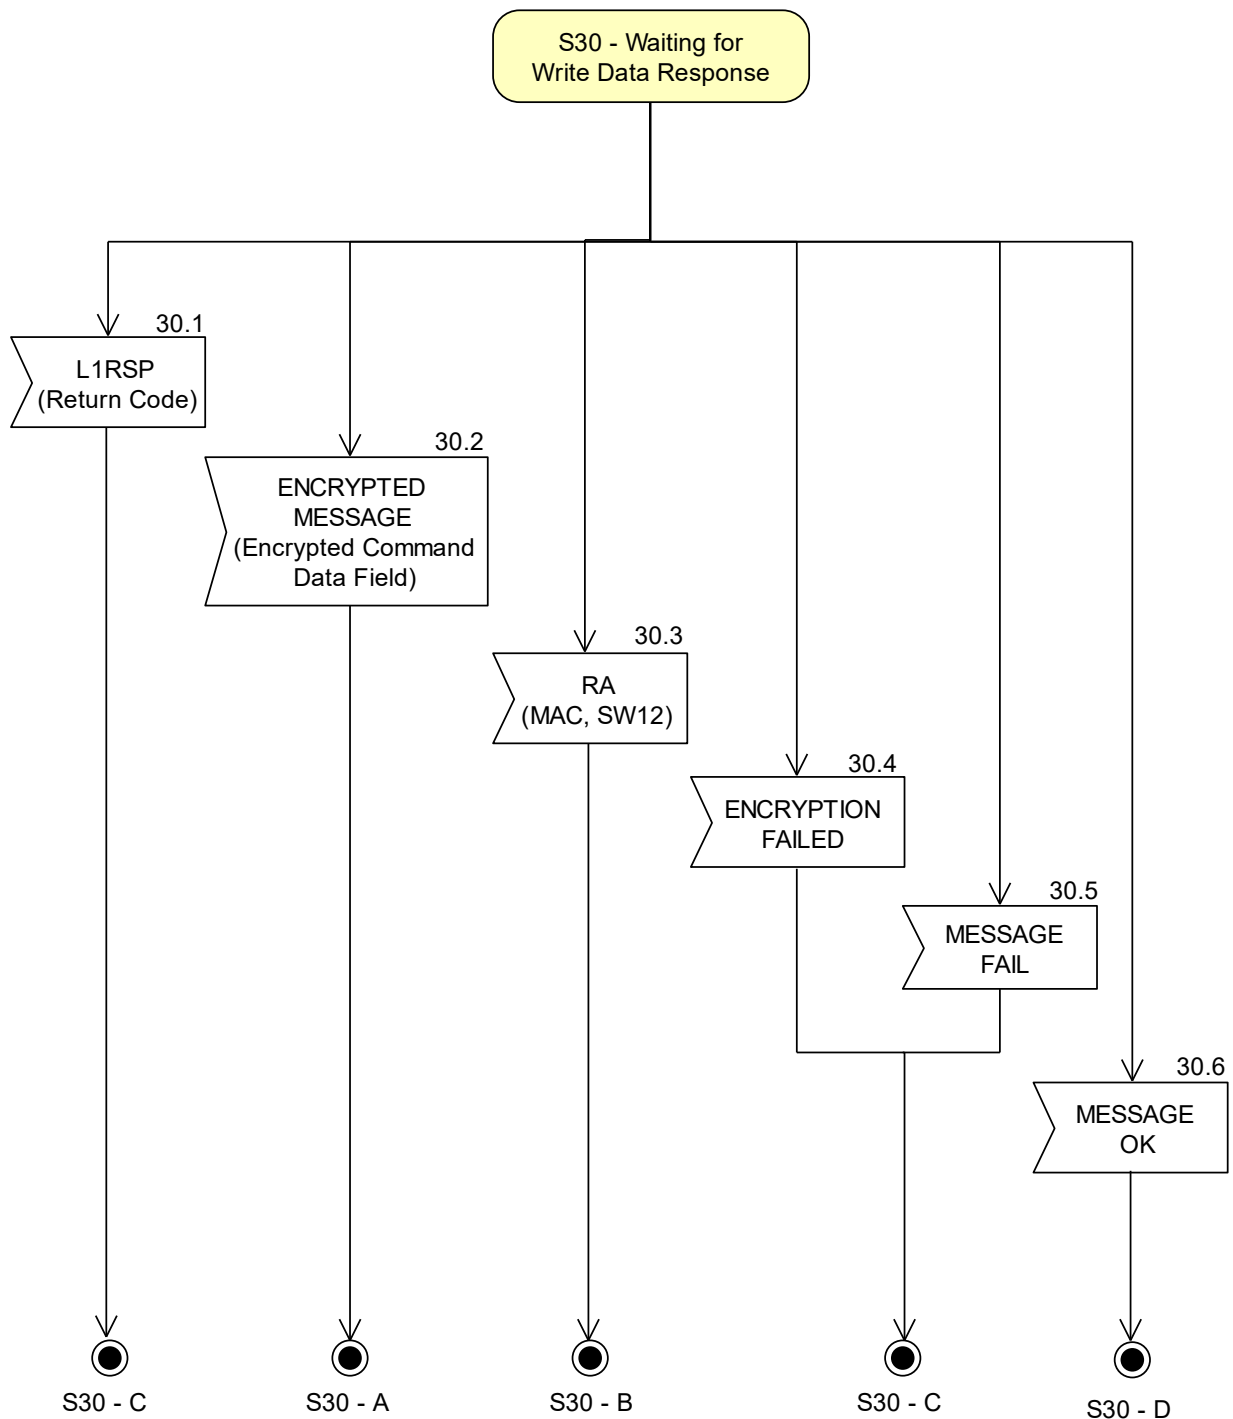 S30 - Waiting for
Write Data Response
30.1
L1RSP
(Return Code)
30.2
ENCRYPTED
MESSAGE
(Encrypted Command
Data Field)
30.3
RA
(MAC, SW12)
30.4
ENCRYPTION
FAILED
30.5
MESSAGE
FAIL
30.6
MESSAGE
OK
S30 - C
S30 - A
S30 - B
S30 - C
S30 - D